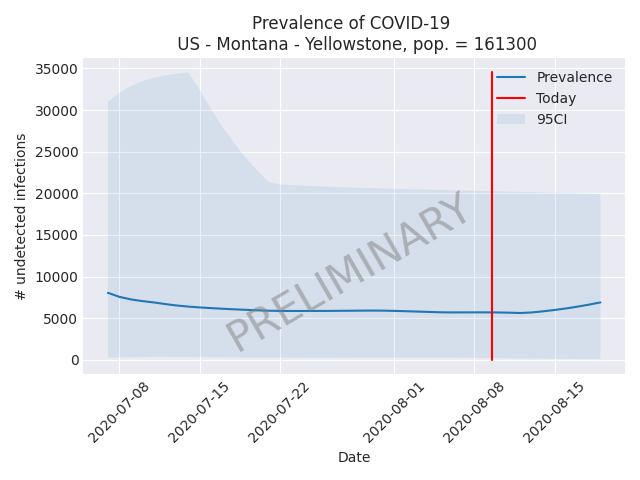 Prevalence of COVID-19
US - Montana - Yellowstone, pop. = 161300
35000
30000
25000
20000
15000
10000
5000
0
# undetected infections
Prevalence
Today
95CI
PRELIMINARY
2020-07-08
2020-07-15
2020-07-22
2020-08-01
2020-08-08
2020-08-15
Date